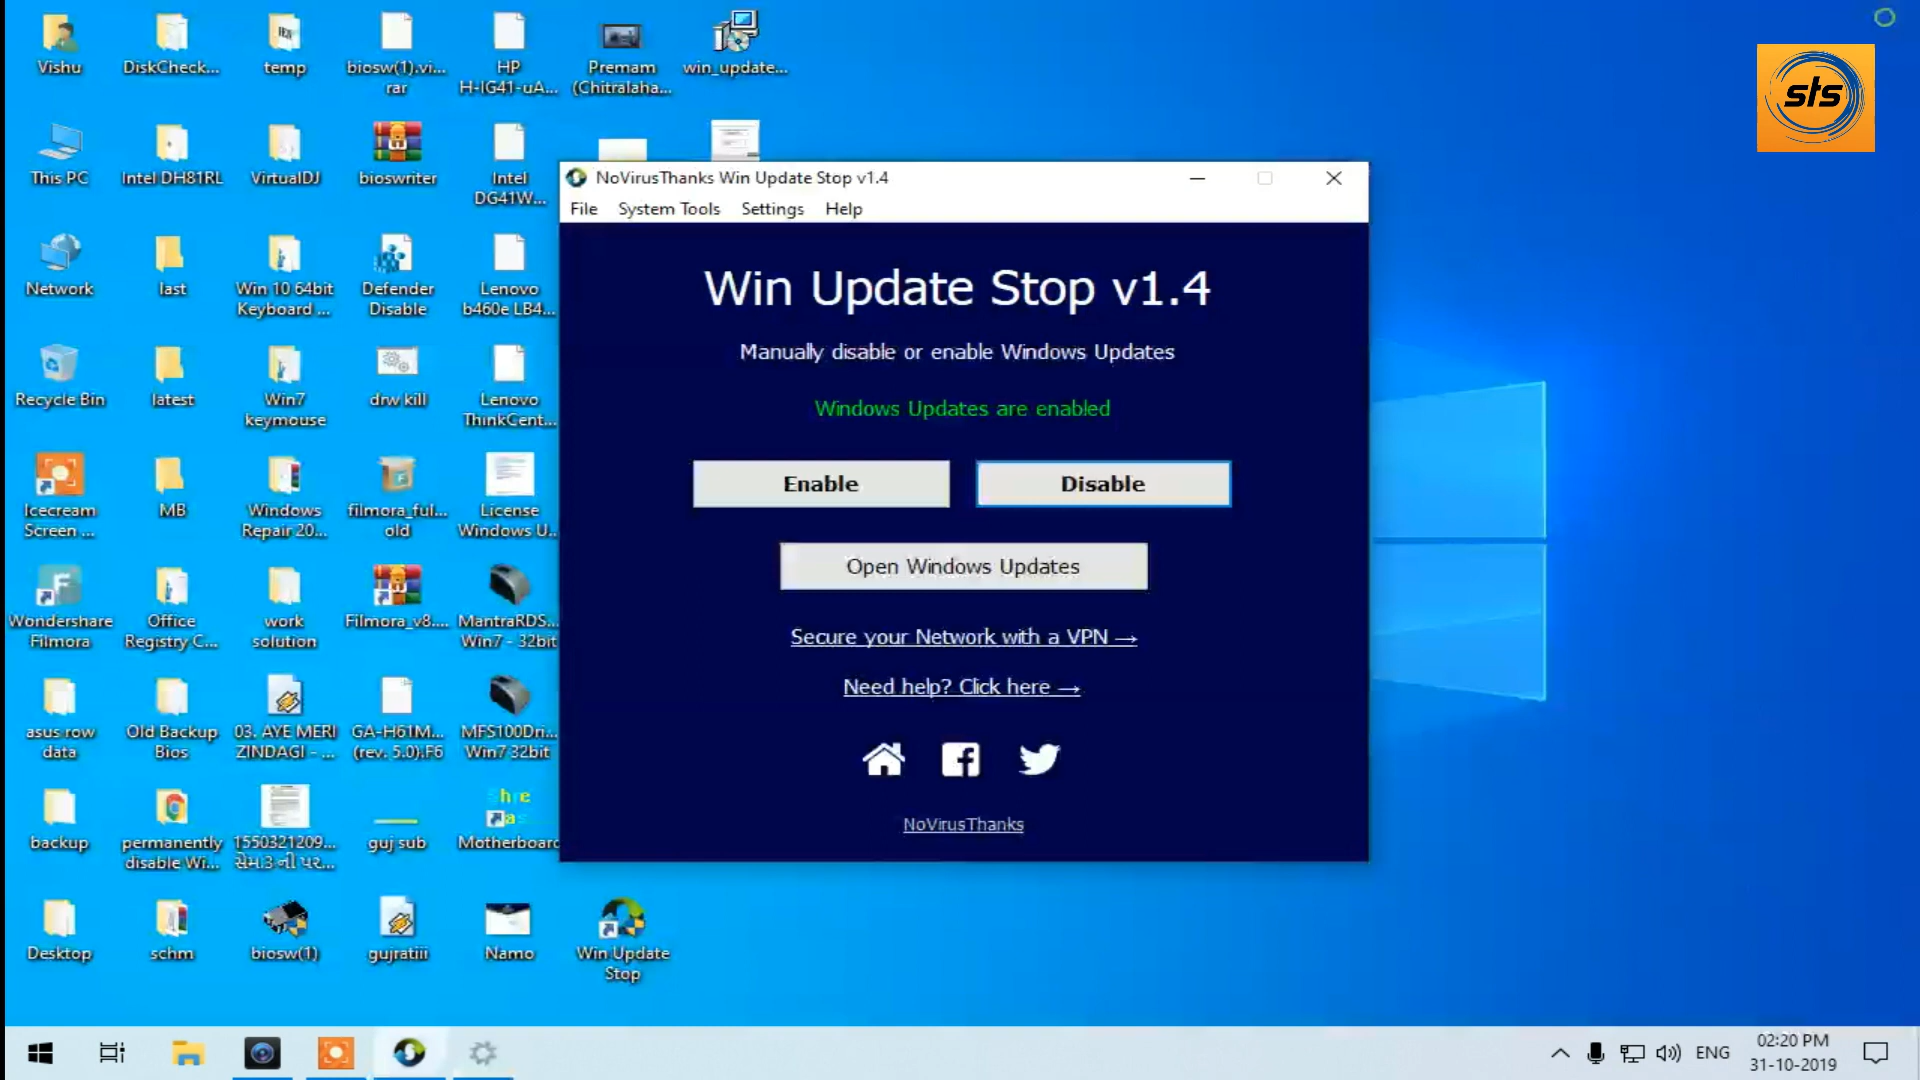 Vishu
DiskCheck...
temp
biosw(1).vi...
rar
HP
H-IG41-uA...
Premam
(Chitralaha...
win_update...
sts
This PC
Intel DH81RL
VirtualDJ
bioswriter
Intel
DG41W...
Network
last
Win 10 64bit
Keyboard ...
Defender
Disable
Lenovo
b460e LB4...
Recycle Bin
latest
Win7
keymouse
drw kill
Lenovo
ThinkCent...
Icecream
Screen ...
MB
Windows
Repair 20...
filmora_ful...
old
License
Windows U...
Wondershare
Filmora
Office
Registry C...
work
solution
Filmora_v8....
MantraRDS...
Win7 - 32bit
asus row
data
Old Backup
Bios
03. AYE MERI
ZINDAGI - ...
GA-H61M...
(rev. 5.0).F6
MFS100Dri...
Win7 32bit
backup
permanently
disable Wi...
1550321209...
guj sub
Motherboard
Desktop
schm
biosw(1)
gujratiii
Namo
Win Update
Stop
NoVirusThanks Win Update Stop v1.4
File System Tools Settings Help
Win Update Stop v1.4
Manually disable or enable Windows Updates
Windows Updates are enabled
Enable Disable
Open Windows Updates
Secure your Network with a VPN →
Need help? Click here →
NoVirusThanks
ENG
02:20 PM
31-10-2019